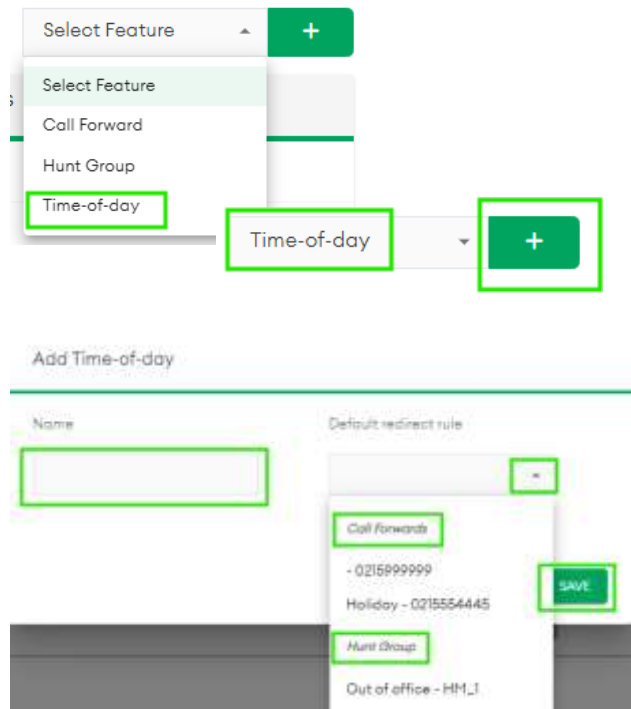 Select Feature
+
s
Select Feature
Call Forward
Hunt Group
Time-of-day
Time-of-day
+
Add Time-of-day
Name
Default redirect rule
Call Forwards
- 0215999999
Holiday - 0215554445
SAVE
Hunt Group
Out of office - HM_1